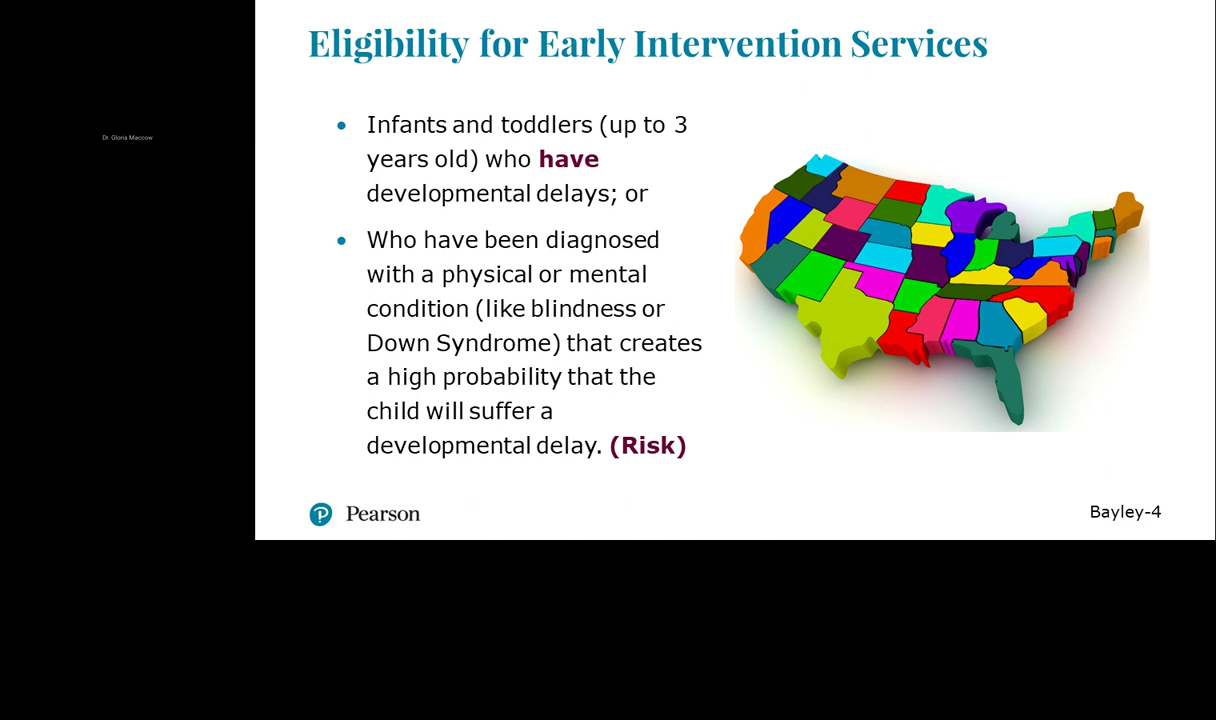 Eligibility for Early Intervention Services
Dr. Gloria Maccow
• Infants and toddlers (up to 3
years old) who have
developmental delays; or
• Who have been diagnosed
with a physical or mental
condition (like blindness or
Down Syndrome) that creates
a high probability that the
child will suffer a
developmental delay. (Risk)
Pearson
Bayley-4